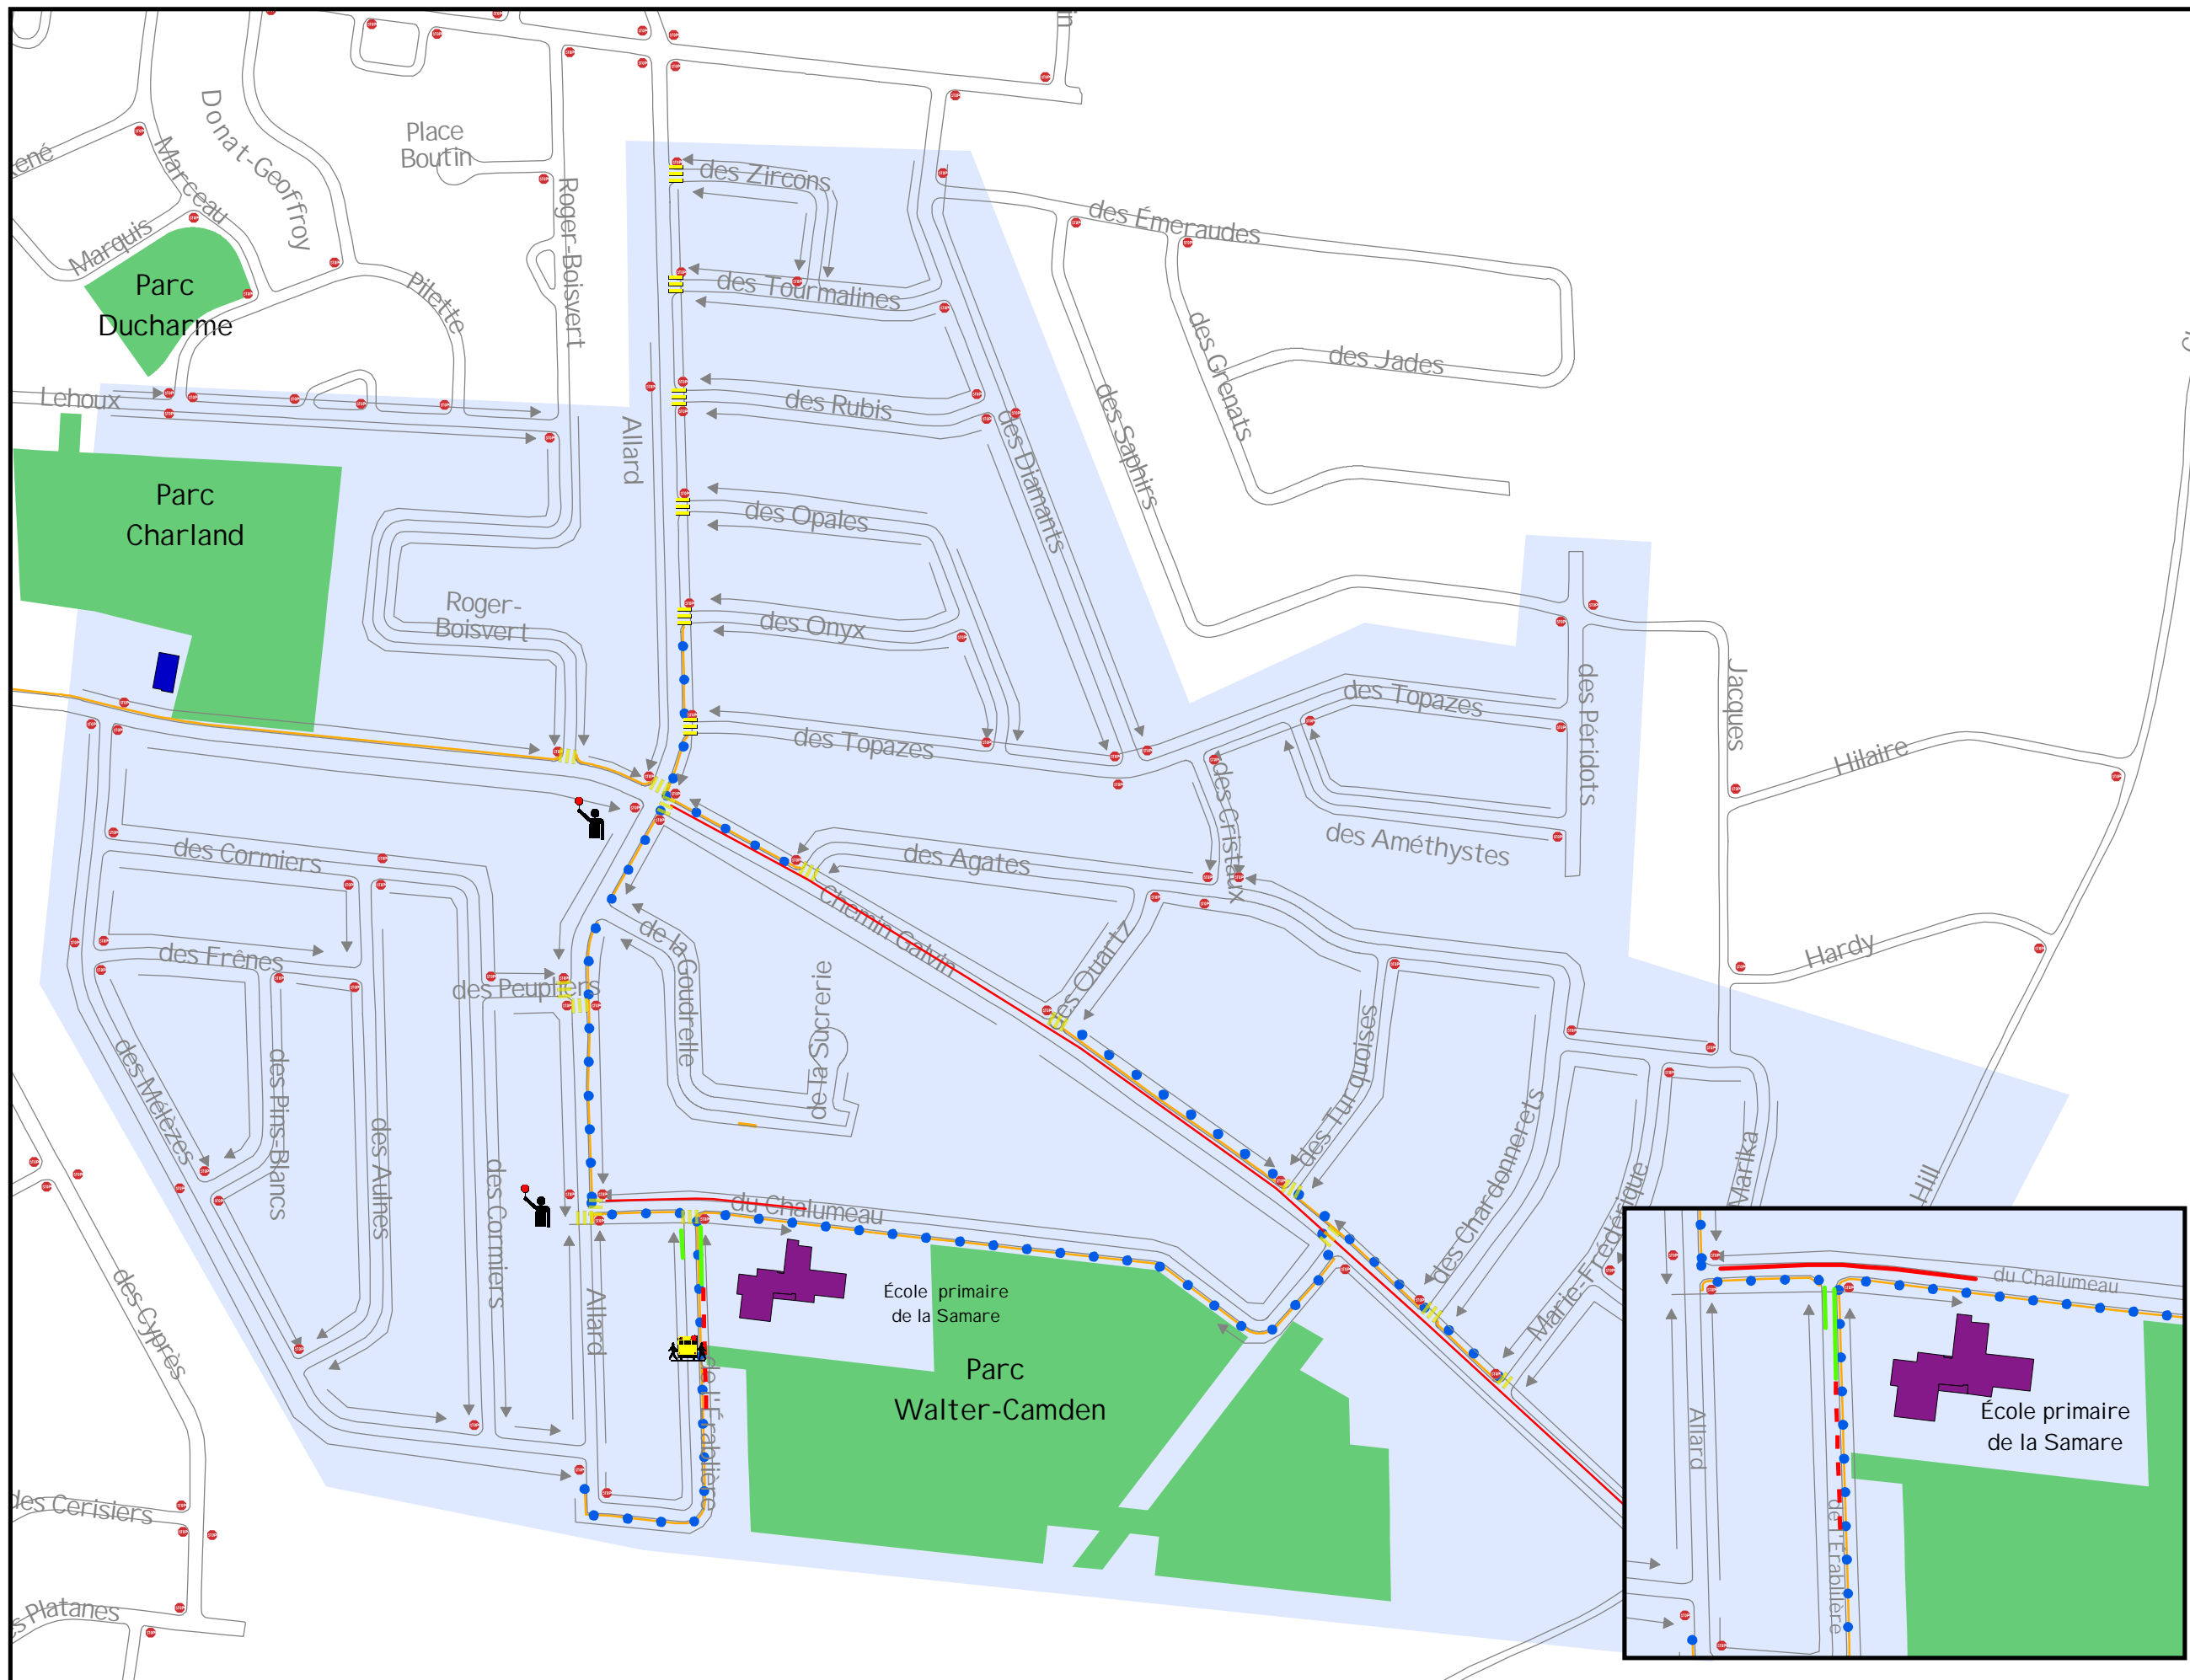 Donat-Geoffroy
Place
Boutin
Marceau
Marquis
Parc
Ducharme
Pilette
Roger-Boisvert
Lehoux
Parc
Charland
Allard
des Zircons
des Tourmalines
des Rubis
des Opales
des Onyx
des Topazes
des Diamants
des Émeraudes
des Saphirs
des Grenats
des Jades
Roger-
Boisvert
des Topazes
des Péridots
Jacques
Hilaire
Hardy
des Cristaux
des Améthystes
des Agates
Chemin Galvin
des Quartz
des Cormiers
des Frênes
des Peupliers
de la Goudrelle
de la Sucrerie
des Turquoises
des Chardonnerets
Marie-Frédérique
Marika
Hill
des Mélèzes
des Pins-Blancs
des Aulnes
des Cormiers
du Chalumeau
Allard
de l'Érablière
École primaire
de la Samare
Parc
Walter-Camden
des Cyprès
des Cerisiers
s Platanes
du Chalumeau
Allard
École primaire
de la Samare
de l'Érablière